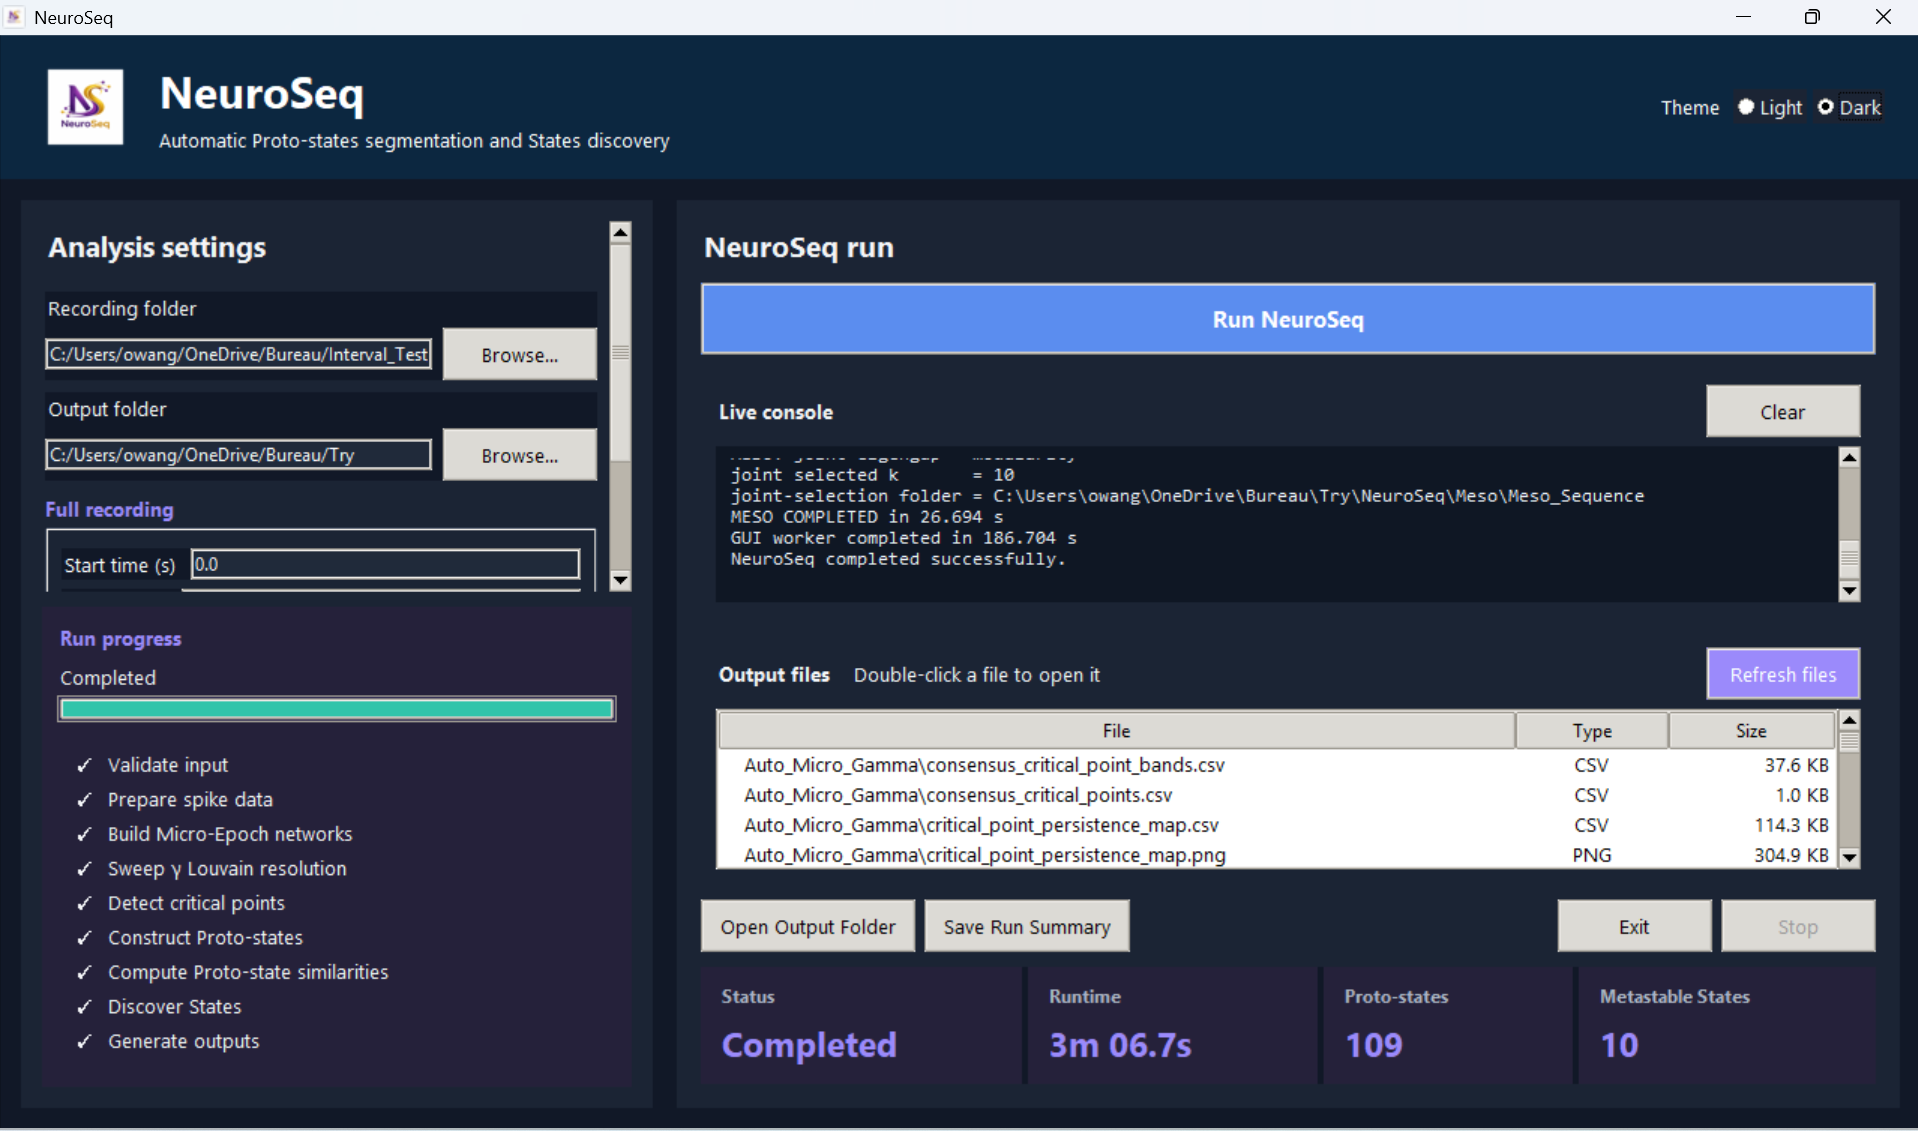 NeuroSeq
NeuroSeq
NeuroSeq
Automatic Proto-states segmentation and States discovery
Theme Light Dark
Analysis settings
Recording folder
C:/Users/owang/OneDrive/Bureau/Interval_Test
Browse...
Output folder
C:/Users/owang/OneDrive/Bureau/Try
Browse...
Full recording
Start time (s) 0.0
Run progress
Completed
✓ Validate input
✓ Prepare spike data
✓ Build Micro-Epoch networks
✓ Sweep γ Louvain resolution
✓ Detect critical points
✓ Construct Proto-states
✓ Compute Proto-state similarities
✓ Discover States
✓ Generate outputs
NeuroSeq run
Run NeuroSeq
Live console
Clear
joint selected k = 10
joint-selection folder = C:\Users\owang\OneDrive\Bureau\Try\NeuroSeq\Meso\Meso_Sequence
MESO COMPLETED in 26.694 s
GUI worker completed in 186.704 s
NeuroSeq completed successfully.
Output files Double-click a file to open it
Refresh files
File Type Size
Auto_Micro_Gamma\consensus_critical_point_bands.csv CSV 37.6 KB
Auto_Micro_Gamma\consensus_critical_points.csv CSV 1.0 KB
Auto_Micro_Gamma\critical_point_persistence_map.csv CSV 114.3 KB
Auto_Micro_Gamma\critical_point_persistence_map.png PNG 304.9 KB
Open Output Folder Save Run Summary Exit Stop
Status Runtime Proto-states Metastable States
Completed 3m 06.7s 109 10